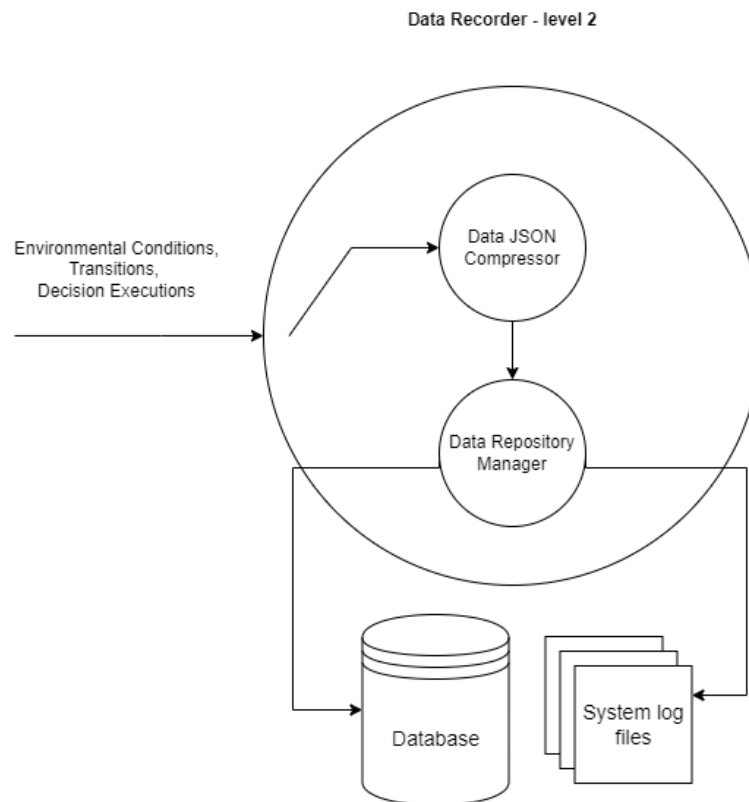 Data Recorder - level 2
Environmental Conditions,
Transitions,
Decision Executions
Data JSON
Compressor
Data Repository
Manager
Database
System log
files